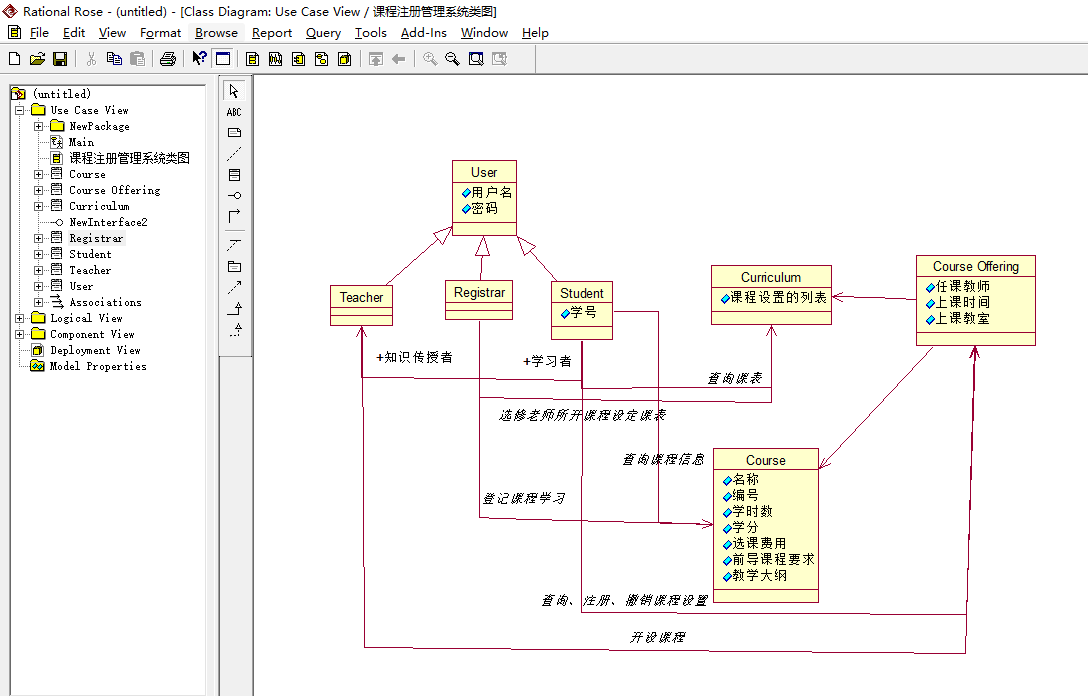 Rational Rose - (untitled) - [Class Diagram: Use Case View / 课程注册管理系统类图]
File Edit View Format Browse Report Query Tools Add-Ins Window Help
(untitled)
Use Case View
NewPackage
Main
课程注册管理系统类图
Course
Course Offering
Curriculum
NewInterface2
Registrar
Student
Teacher
User
Associations
Logical View
Component View
Deployment View
Model Properties
ABC
User
用户名
密码
Teacher
Registrar
Student
学号
Curriculum
课程设置的列表
Course Offering
任课教师
上课时间
上课教室
+知识传授者
+学习者
查询课表
选修老师所开课程设定课表
查询课程信息
登记课程学习
Course
名称
编号
学时数
学分
选课费用
前导课程要求
教学大纲
查询、注册、撤销课程设置
开设课程